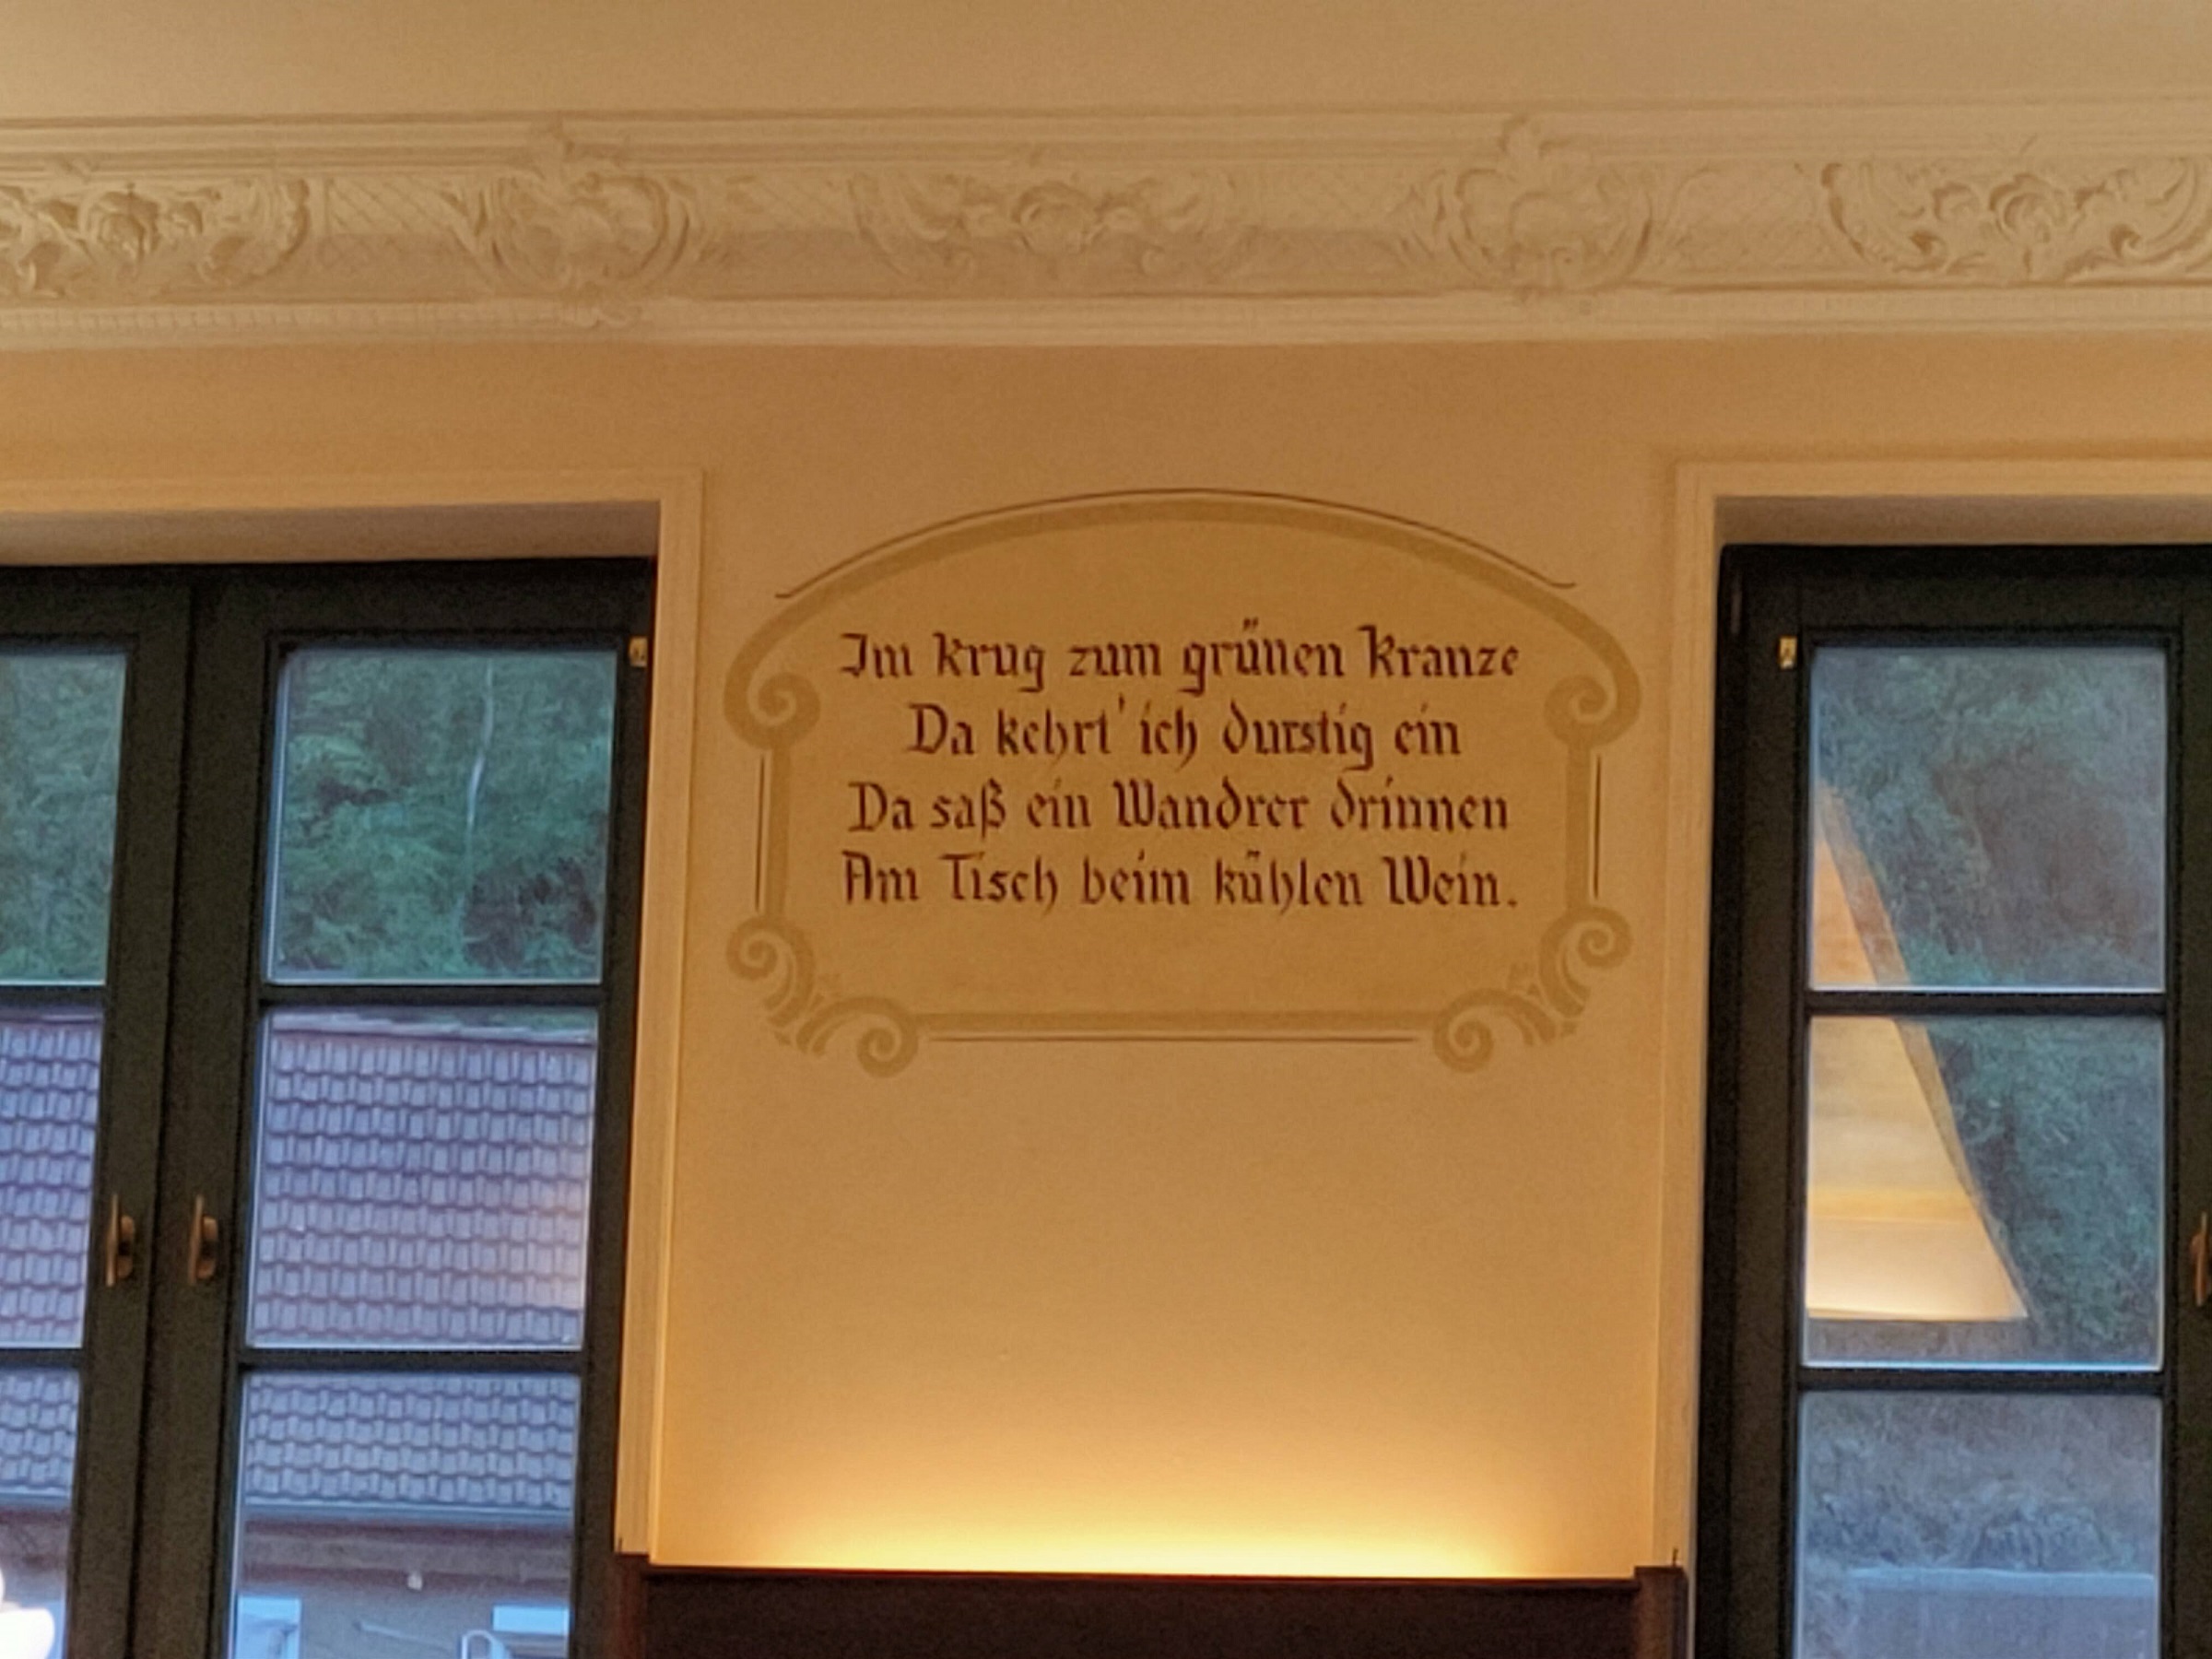 Im Krug zum grünen Kranze
Da kehrt' ich durstig ein
Da saß ein Wandrer drinnen
Am Tisch beim kühlen Wein.